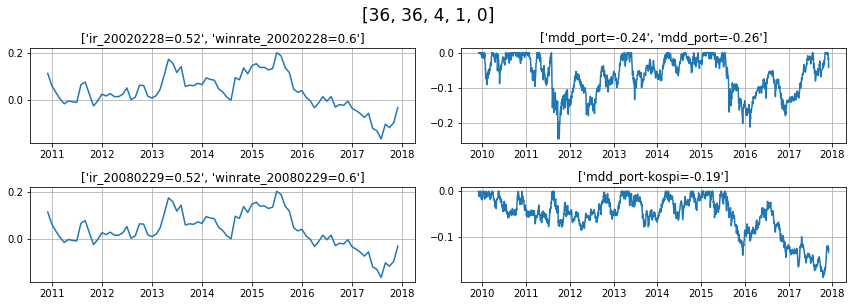 [36, 36, 4, 1, 0]
['ir_20020228=0.52', 'winrate_20020228=0.6']
0.2
0.0
2011 2012 2013 2014 2015 2016 2017 2018
['mdd_port=-0.24', 'mdd_port=-0.26']
0.0
−0.1
−0.2
2010 2011 2012 2013 2014 2015 2016 2017 2018
['ir_20080229=0.52', 'winrate_20080229=0.6']
0.2
0.0
2011 2012 2013 2014 2015 2016 2017 2018
['mdd_port-kospi=-0.19']
0.0
−0.1
2010 2011 2012 2013 2014 2015 2016 2017 2018